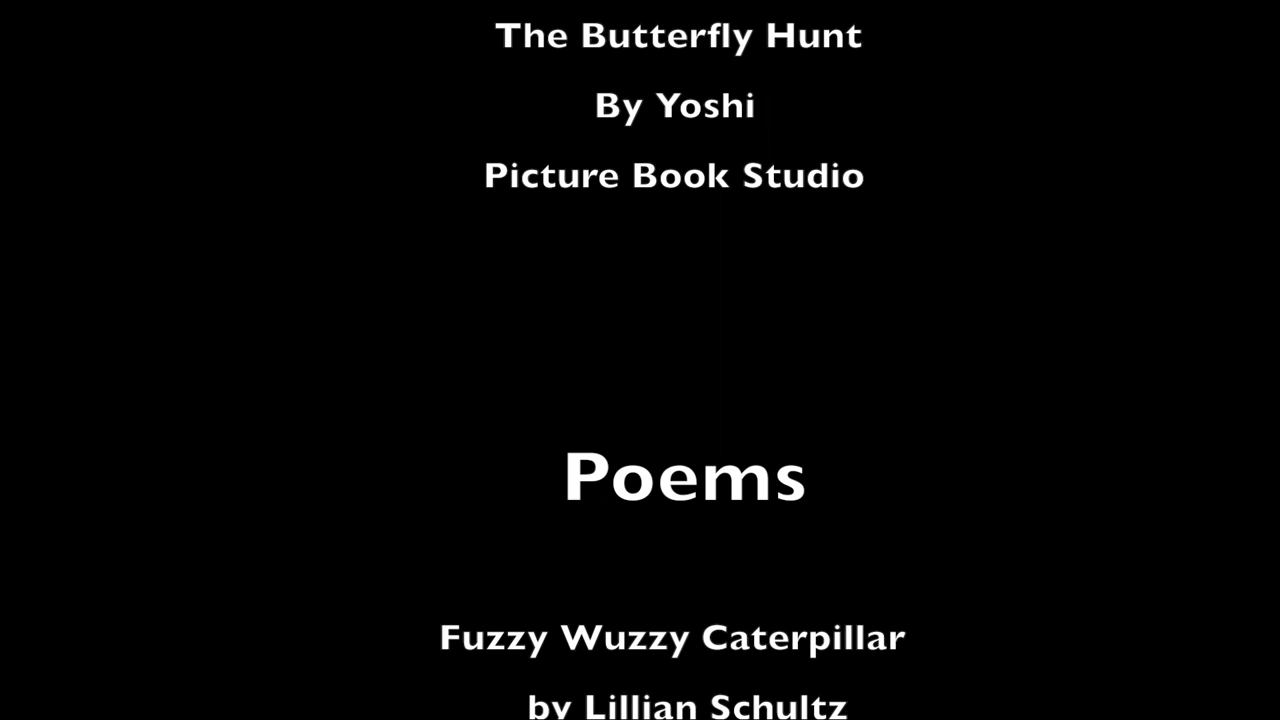 The Butterfly Hunt
By Yoshi
Picture Book Studio
Poems
Fuzzy Wuzzy Caterpillar
by Lillian Schultz